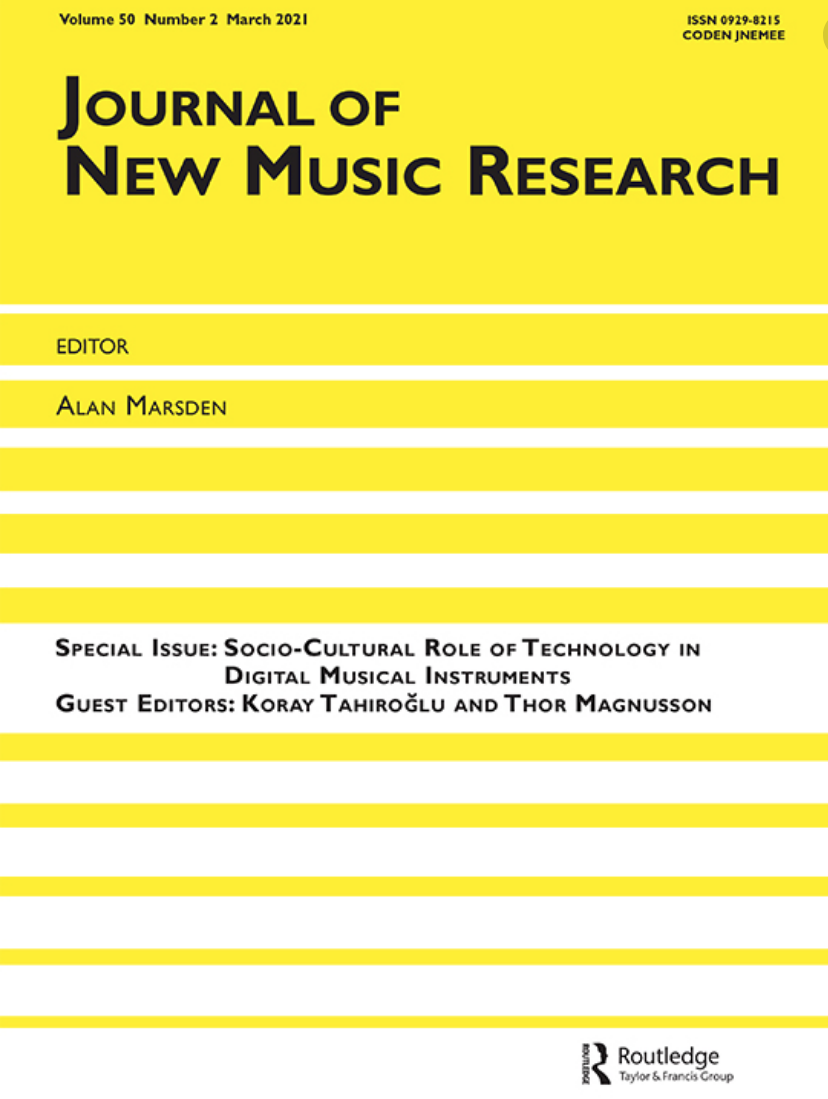 Volume 50 Number 2 March 2021
ISSN 0929-8215
CODEN JNEMEE
JOURNAL OF
NEW MUSIC RESEARCH
EDITOR
ALAN MARSDEN
SPECIAL ISSUE: SOCIO-CULTURAL ROLE OF TECHNOLOGY IN
DIGITAL MUSICAL INSTRUMENTS
GUEST EDITORS: KORAY TAHIROĞLU AND THOR MAGNUSSON
ROUTLEDGE
Routledge
Taylor & Francis Group